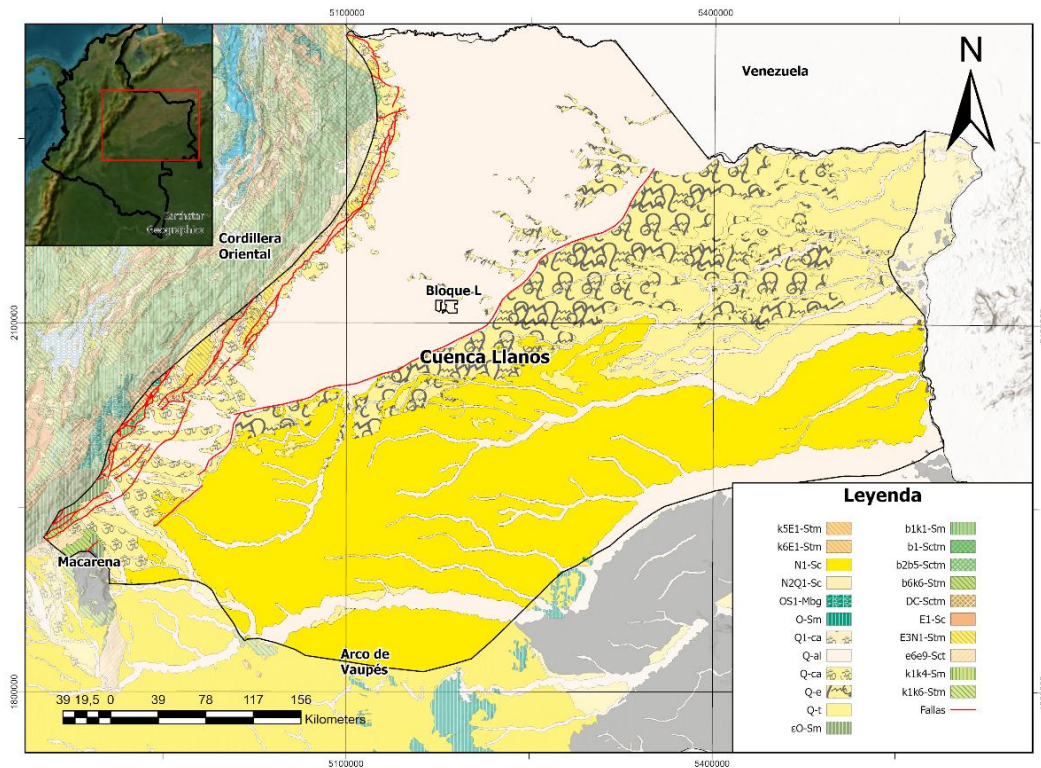 5100000
5400000
N
Venezuela
Earthstar
Geographics
Cordillera
Oriental
Bloque L
2100000
Cuenca Llanos
Macarena
Arco de
Vaupés
39 19,5 0 39 78 117 156
Kilometers
1800000
5100000
5400000
Leyenda
k5E1-Stm
k6E1-Stm
N1-Sc
N2Q1-Sc
OS1-Mbg
O-Sm
Q1-ca
Q-al
Q-ca
Q-e
Q-t
εO-Sm
b1k1-Sm
b1-Sctm
b2b5-Sctm
b6k6-Stm
DC-Sctm
E1-Sc
E3N1-Stm
e6e9-Sct
k1k4-Sm
k1k6-Stm
Fallas